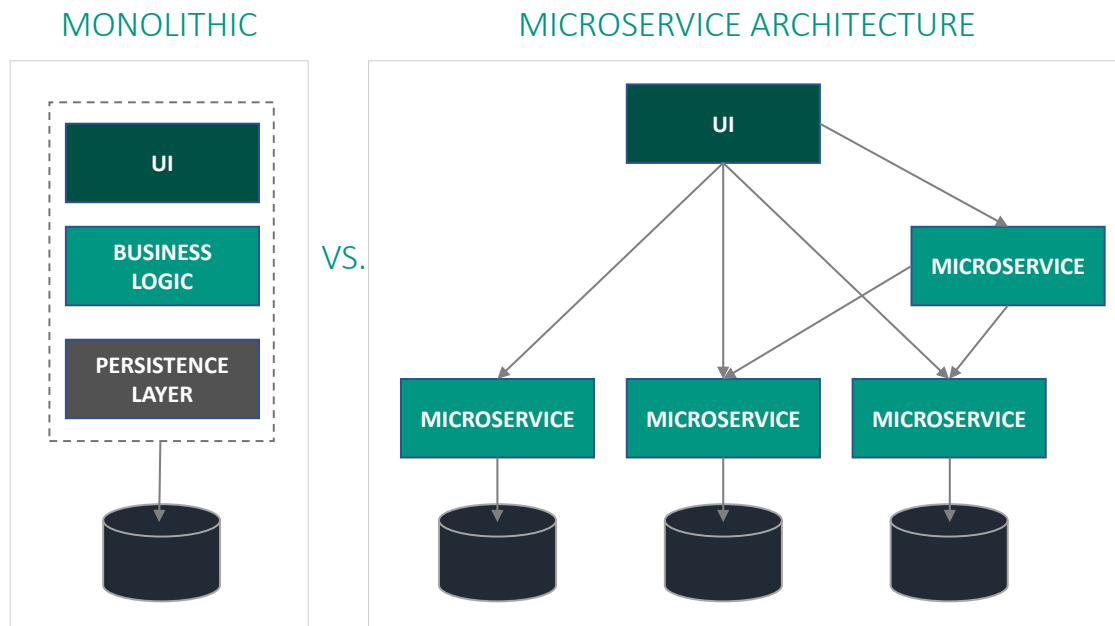 MONOLITHIC
UI
BUSINESS
LOGIC
PERSISTENCE
LAYER
VS.
MICROSERVICE ARCHITECTURE
UI
MICROSERVICE
MICROSERVICE
MICROSERVICE
MICROSERVICE